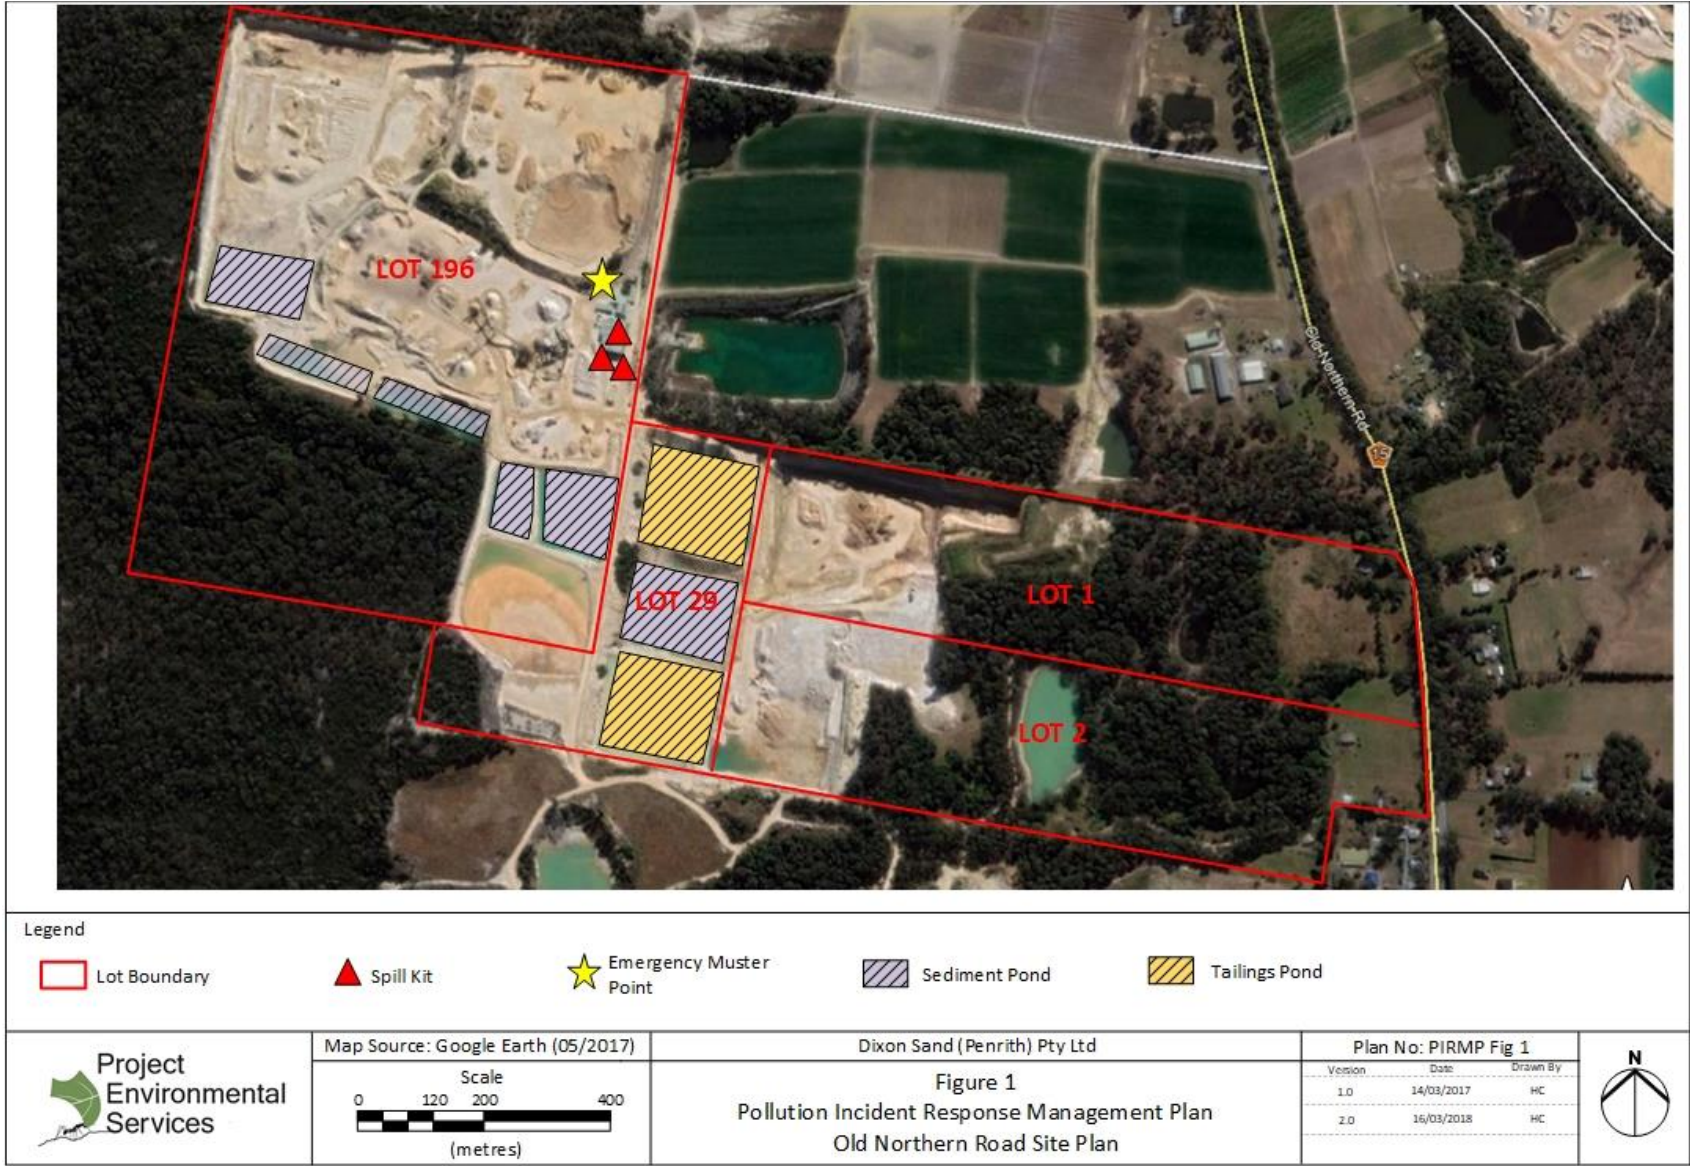 LOT 196
Old-Northern-Rd
15
LOT 29
LOT 1
LOT 2
Legend
Lot Boundary
Spill Kit
Emergency Muster
Point
Sediment Pond
Tailings Pond
Project
Environmental
Services
Map Source: Google Earth (05/2017)
Scale
0 120 200 400
(metres)
Dixon Sand (Penrith) Pty Ltd
Figure 1
Pollution Incident Response Management Plan
Old Northern Road Site Plan
Plan No: PIRMP Fig 1
Version Date Drawn By
1.0 14/03/2017 HC
2.0 16/03/2018 HC
N